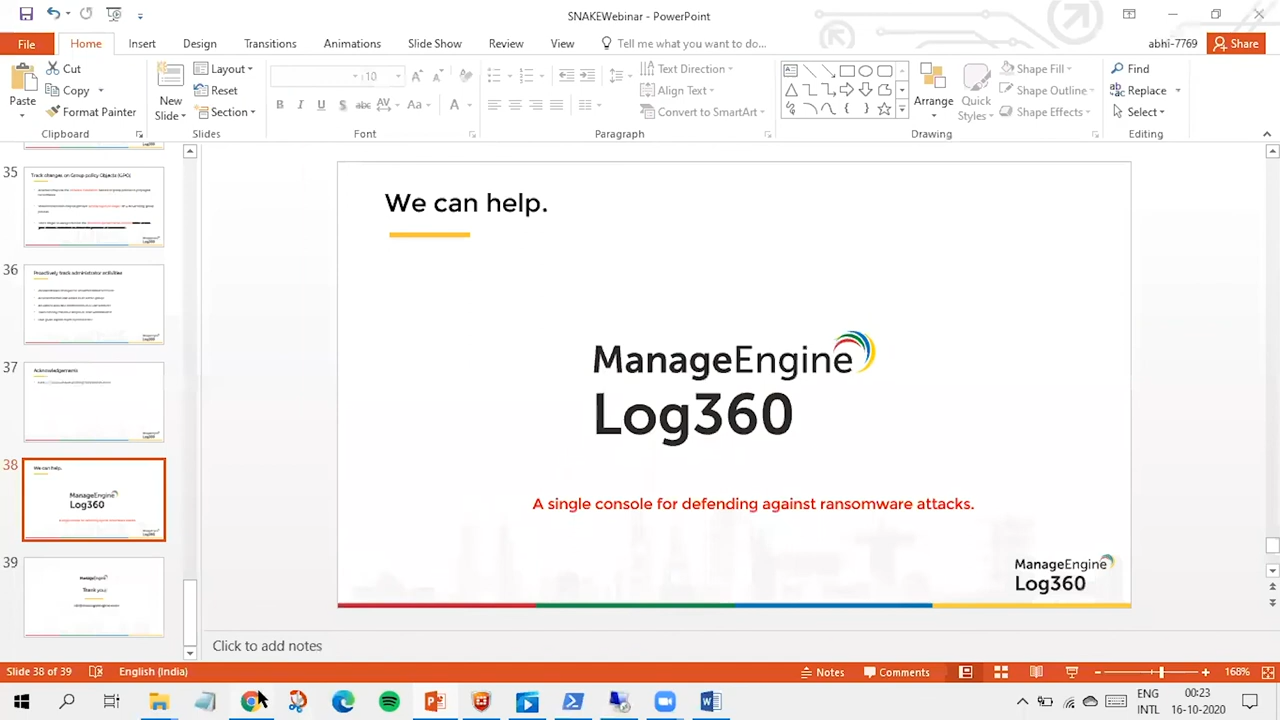 SNAKEWebinar - PowerPoint
File
Home
Insert
Design
Transitions
Animations
Slide Show
Review
View
Tell me what you want to do...
abhi-7769
Share
Paste
Cut
Copy
Format Painter
Clipboard
New
Slide
Layout
Reset
Section
Slides
10
Font
Text Direction
Align Text
Convert to SmartArt
Paragraph
Arrange
Quick
Styles
Shape Fill
Shape Outline
Shape Effects
Drawing
Find
Replace
Select
Editing
35
Track changes on Group policy Objects (GPO)
36
Proactively track administrator activities
37
Acknowledgements
38
We can help.
ManageEngine
Log360
39
ManageEngine
Thank you!
We can help.
ManageEngine
Log360
A single console for defending against ransomware attacks.
ManageEngine
Log360
Click to add notes
Slide 38 of 39
English (India)
Notes
Comments
168%
ENG
INTL
00:23
16-10-2020